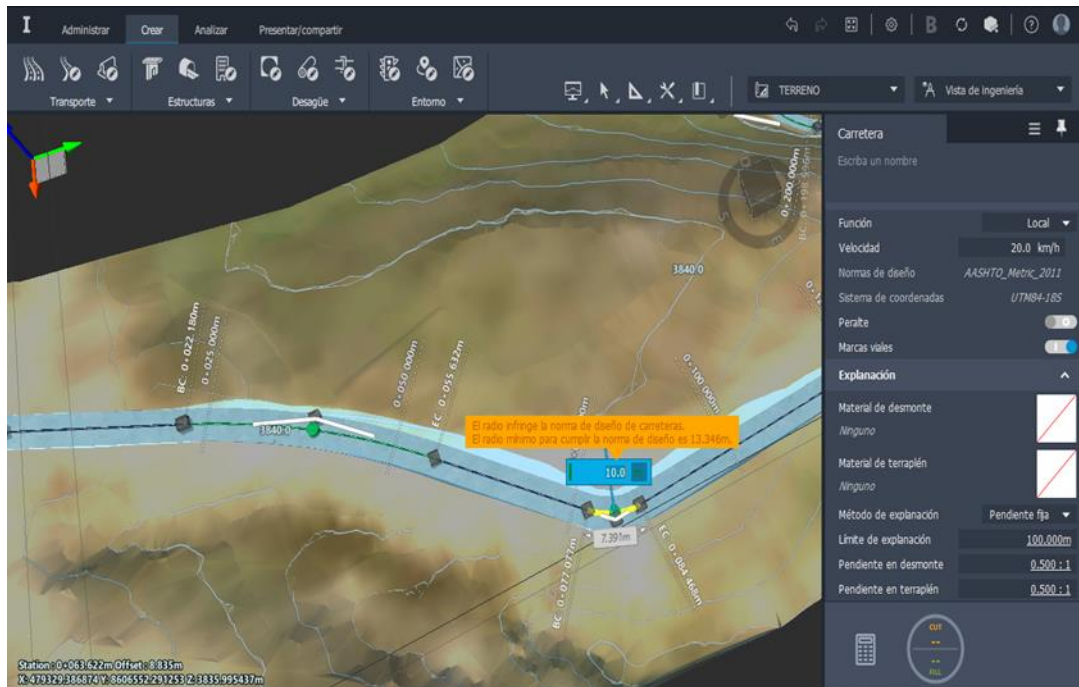 I
Administrar
Crear
Analizar
Presentar/compartir
B
?
Transporte
Estructuras
Desagüe
Entorno
TERRENO
Vista de ingeniería
Carretera
Escriba un nombre
Función
Local
Velocidad
20.0 km/h
Normas de diseño
AASHTO_Metric_2011
Sistema de coordenadas
UTM84-18S
Peralte
Marcas viales
Explanación
Material de desmonte
Ninguno
Material de terraplén
Ninguno
Método de explanación
Pendiente fija
Límite de explanación
100.000m
Pendiente en desmonte
0.500 : 1
Pendiente en terraplén
0.500 : 1
CUT
--
--
FILL
0+200.000m
BC: 0+198.596m
S
E
3840.0
BC: 0+022.180m
0+025.000m
0+050.000m
EC: 0+055.632m
0+100.000m
3840.0
El radio infringe la norma de diseño de carreteras.
El radio mínimo para cumplir la norma de diseño es 13.346m.
10.0
7.391m
BC: 0+077.077m
EC: 0+084.468m
Station : 0+063.622m Offset: 8.835m
X: 479329.386874 Y: 8606552.291253 Z: 3835.995437m